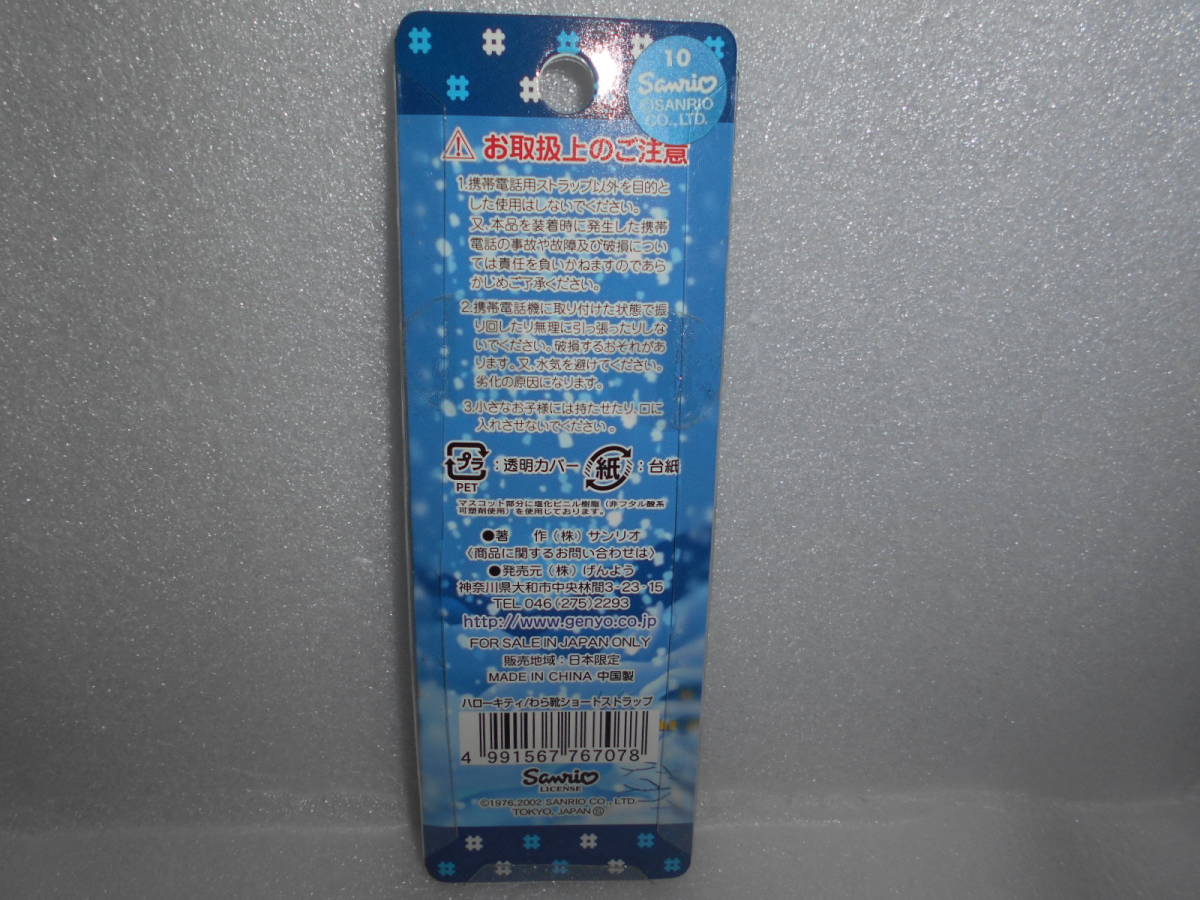 10
Sanrio
©SANRIO
CO.,LTD.
お取扱上のご注意
1.携帯電話用ストラップ以外を目的と
した使用はしないでください。
又、本品を装着時に発生した携帯
電話の事故や故障及び破損につい
ては責任を負いかねますのであら
かじめご了承ください。
2.携帯電話機に取り付けた状態で振
り回したり無理に引っ張ったりしな
いでください。破損するおそれがあ
ります。又、水気を避けてください。
劣化の原因になります。
3.小さなお子様には持たせたり、口に
入れさせないでください。
プラ:透明カバー 紙:台紙
PET
マスコット部分に塩化ビニル樹脂(非フタル酸系
可塑剤使用)を使用しております。
●著 作(株)サンリオ
〈商品に関するお問い合わせは〉
●発売元(株)げんよう
神奈川県大和市中央林間3-23-15
TEL 046(275)2293
http://www.genyo.co.jp
FOR SALE IN JAPAN ONLY
販売地域:日本限定
MADE IN CHINA 中国製
ハローキティ/わら靴ショートストラップ
4 991567 767078
Sanrio
LICENSE
©1976,2002 SANRIO CO.,LTD.
TOKYO, JAPAN Ⓖ